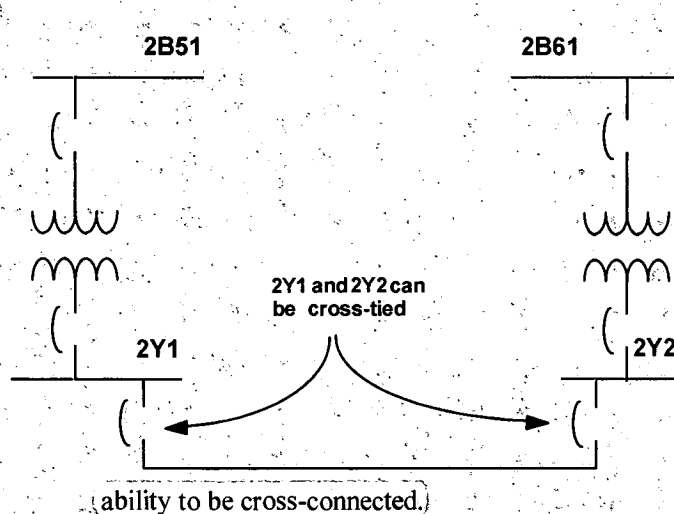 2B51
2B61
2Y1 and 2Y2 can
be cross-tied
2Y1
2Y2
ability to be cross-connected.